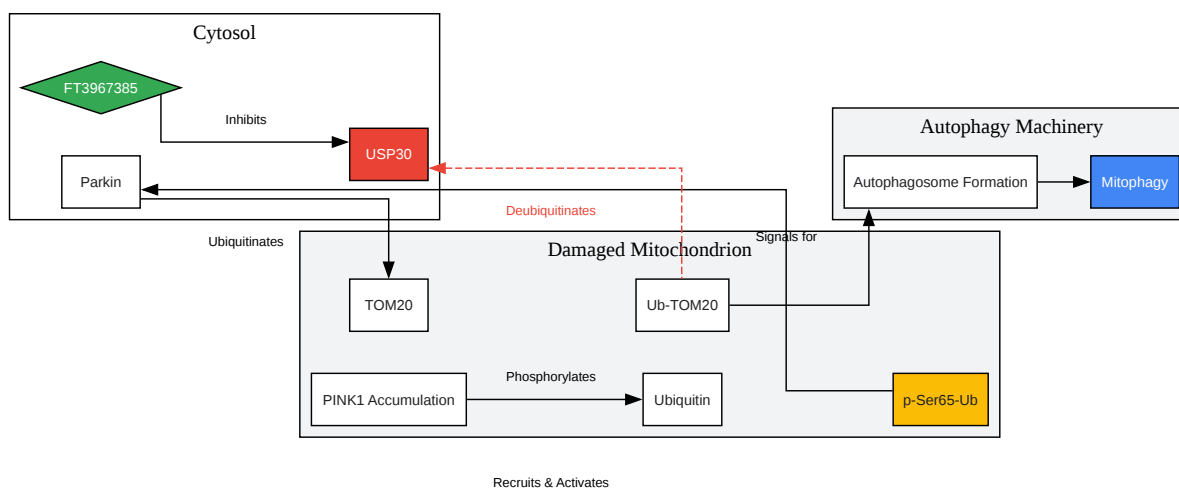 Cytosol
FT3967385
Inhibits
USP30
Parkin
Deubiquitinates
Ubiquitinates
Autophagy Machinery
Autophagosome Formation
Mitophagy
Signals for
Damaged Mitochondrion
TOM20
Ub-TOM20
PINK1 Accumulation
Phosphorylates
Ubiquitin
p-Ser65-Ub
Recruits & Activates